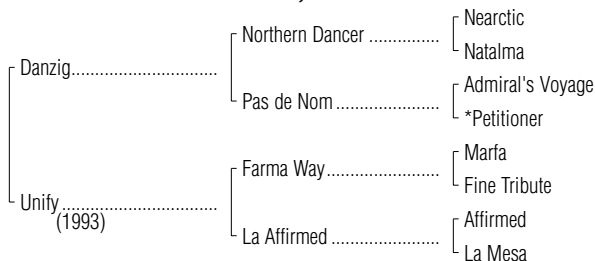 Nearctic
Northern Dancer ...............
Natalma
Danzig...............................
Admiral's Voyage
Pas de Nom ......................
*Petitioner
Marfa
Farma Way ........................
Fine Tribute
Unify ..................................
(1993)
Affirmed
La Affirmed .......................
La Mesa